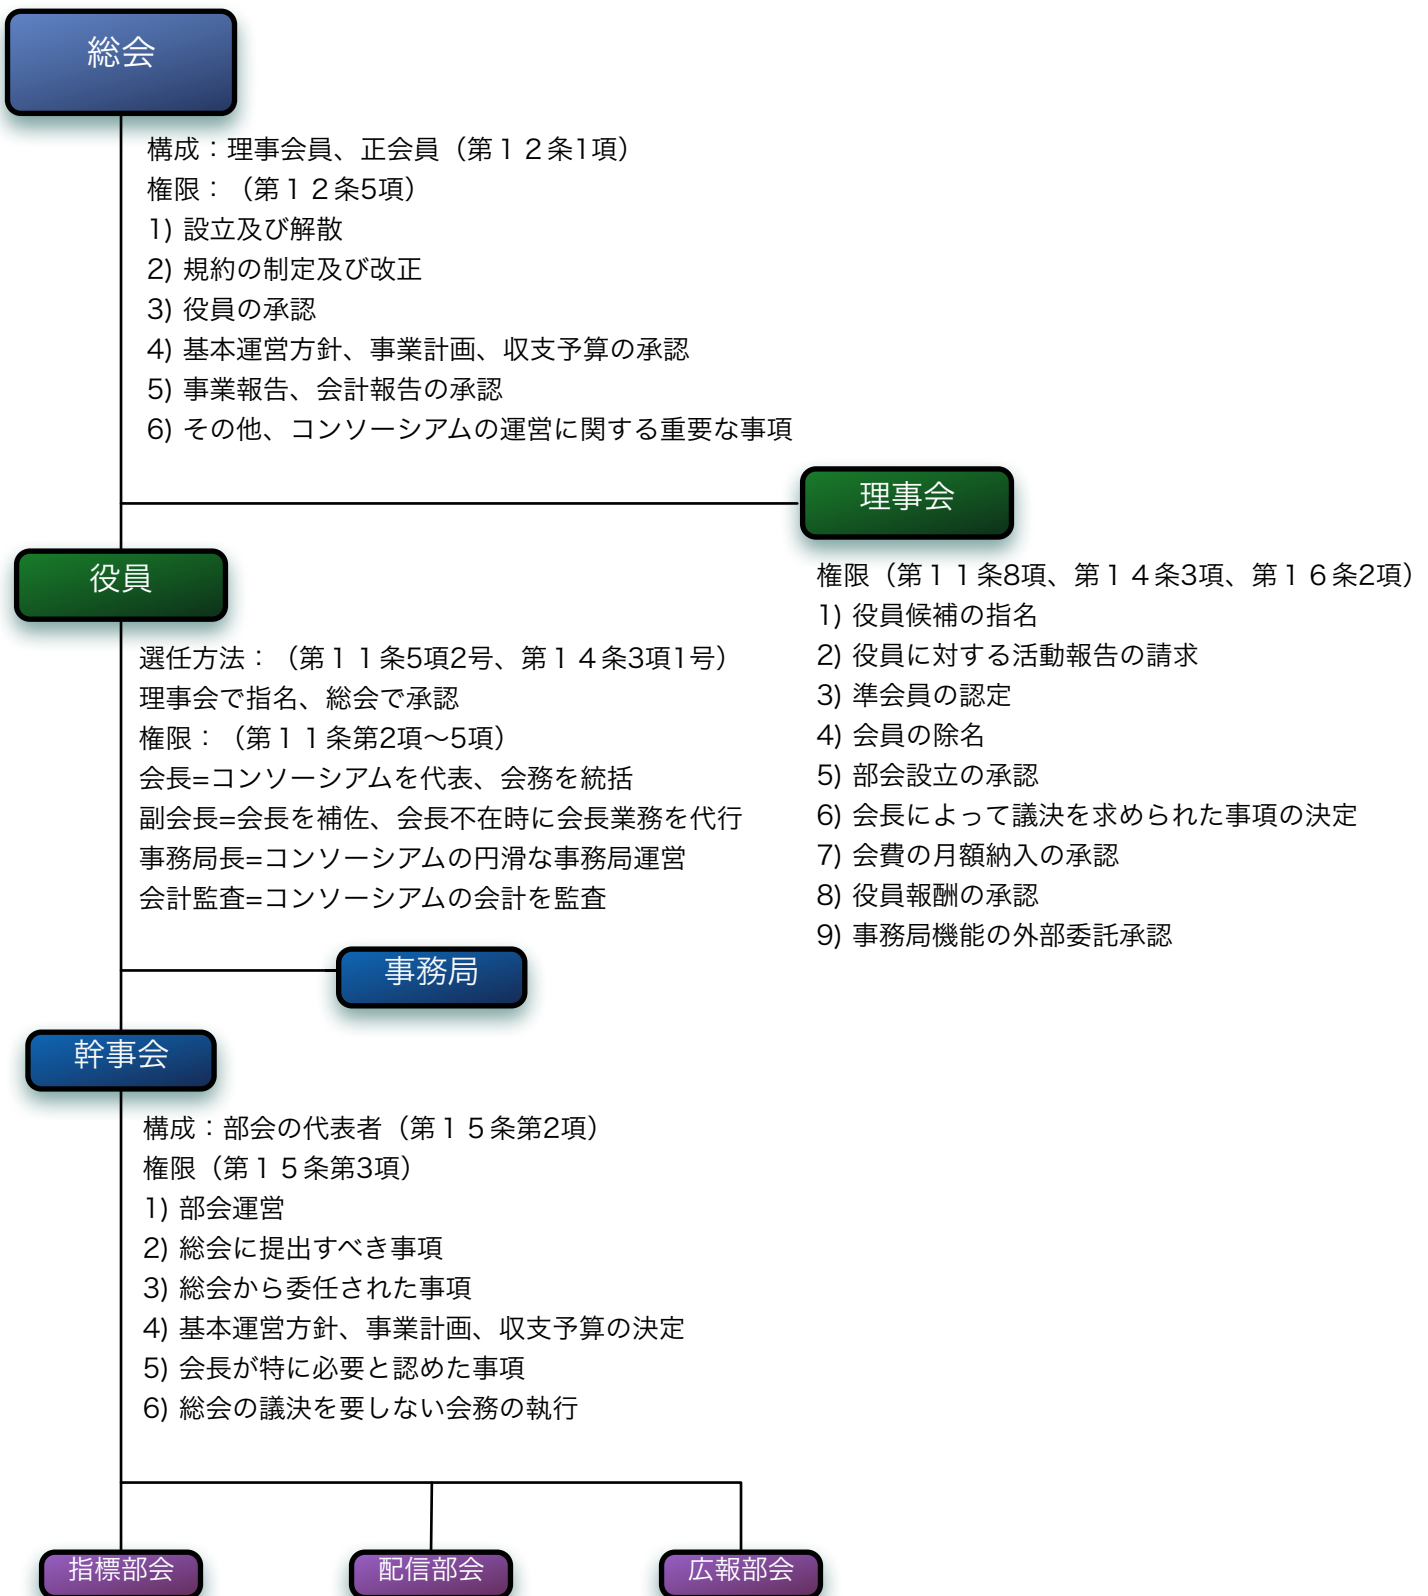 総会
構成：理事会員、正会員（第１２条1項）
権限：（第１２条5項）
1) 設立及び解散
2) 規約の制定及び改正
3) 役員の承認
4) 基本運営方針、事業計画、収支予算の承認
5) 事業報告、会計報告の承認
6) その他、コンソーシアムの運営に関する重要な事項
理事会
権限（第１１条8項、第１４条3項、第１６条2項）
1) 役員候補の指名
2) 役員に対する活動報告の請求
3) 準会員の認定
4) 会員の除名
5) 部会設立の承認
6) 会長によって議決を求められた事項の決定
7) 会費の月額納入の承認
8) 役員報酬の承認
9) 事務局機能の外部委託承認
役員
選任方法：（第１１条5項2号、第１４条3項1号）
理事会で指名、総会で承認
権限：（第１１条第2項〜5項）
会長=コンソーシアムを代表、会務を統括
副会長=会長を補佐、会長不在時に会長業務を代行
事務局長=コンソーシアムの円滑な事務局運営
会計監査=コンソーシアムの会計を監査
事務局
幹事会
構成：部会の代表者（第１５条第2項）
権限（第１５条第3項）
1) 部会運営
2) 総会に提出すべき事項
3) 総会から委任された事項
4) 基本運営方針、事業計画、収支予算の決定
5) 会長が特に必要と認めた事項
6) 総会の議決を要しない会務の執行
指標部会
配信部会
広報部会